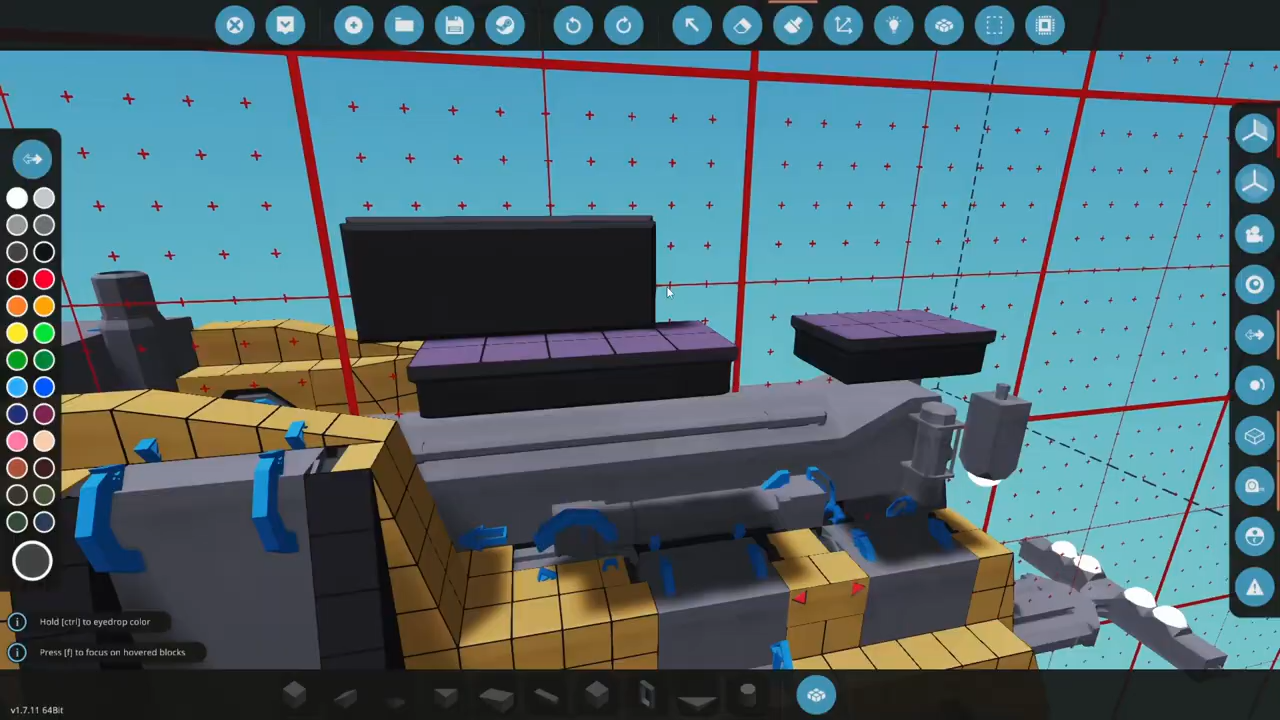 Hold [ctrl] to eyedrop color
Press [f] to focus on hovered blocks
v1.7.11 64Bit